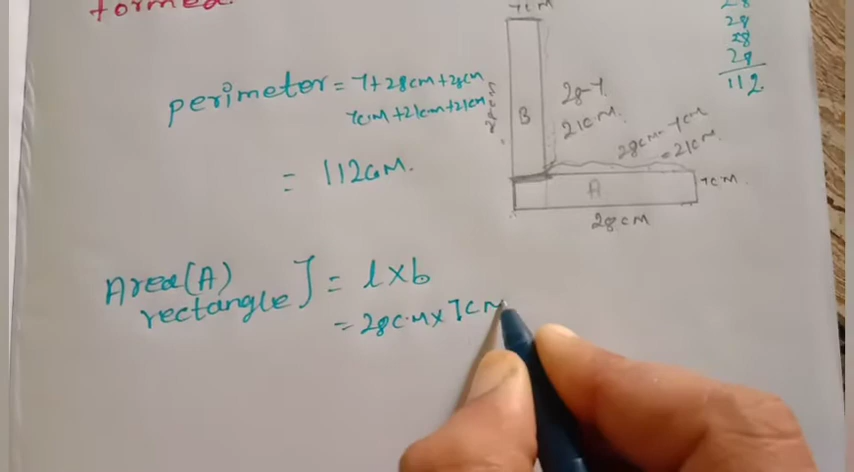 formed.
7cm
28
28
28
28
112
perimeter = 7+28cm+28cm
7cm+21cm+21cm
= 112cm.
28-7
21cm.
28cm-7cm
=21cm.
B
A
7cm.
28cm
Area(A)
rectangle] = l×b
= 28cm×7cm